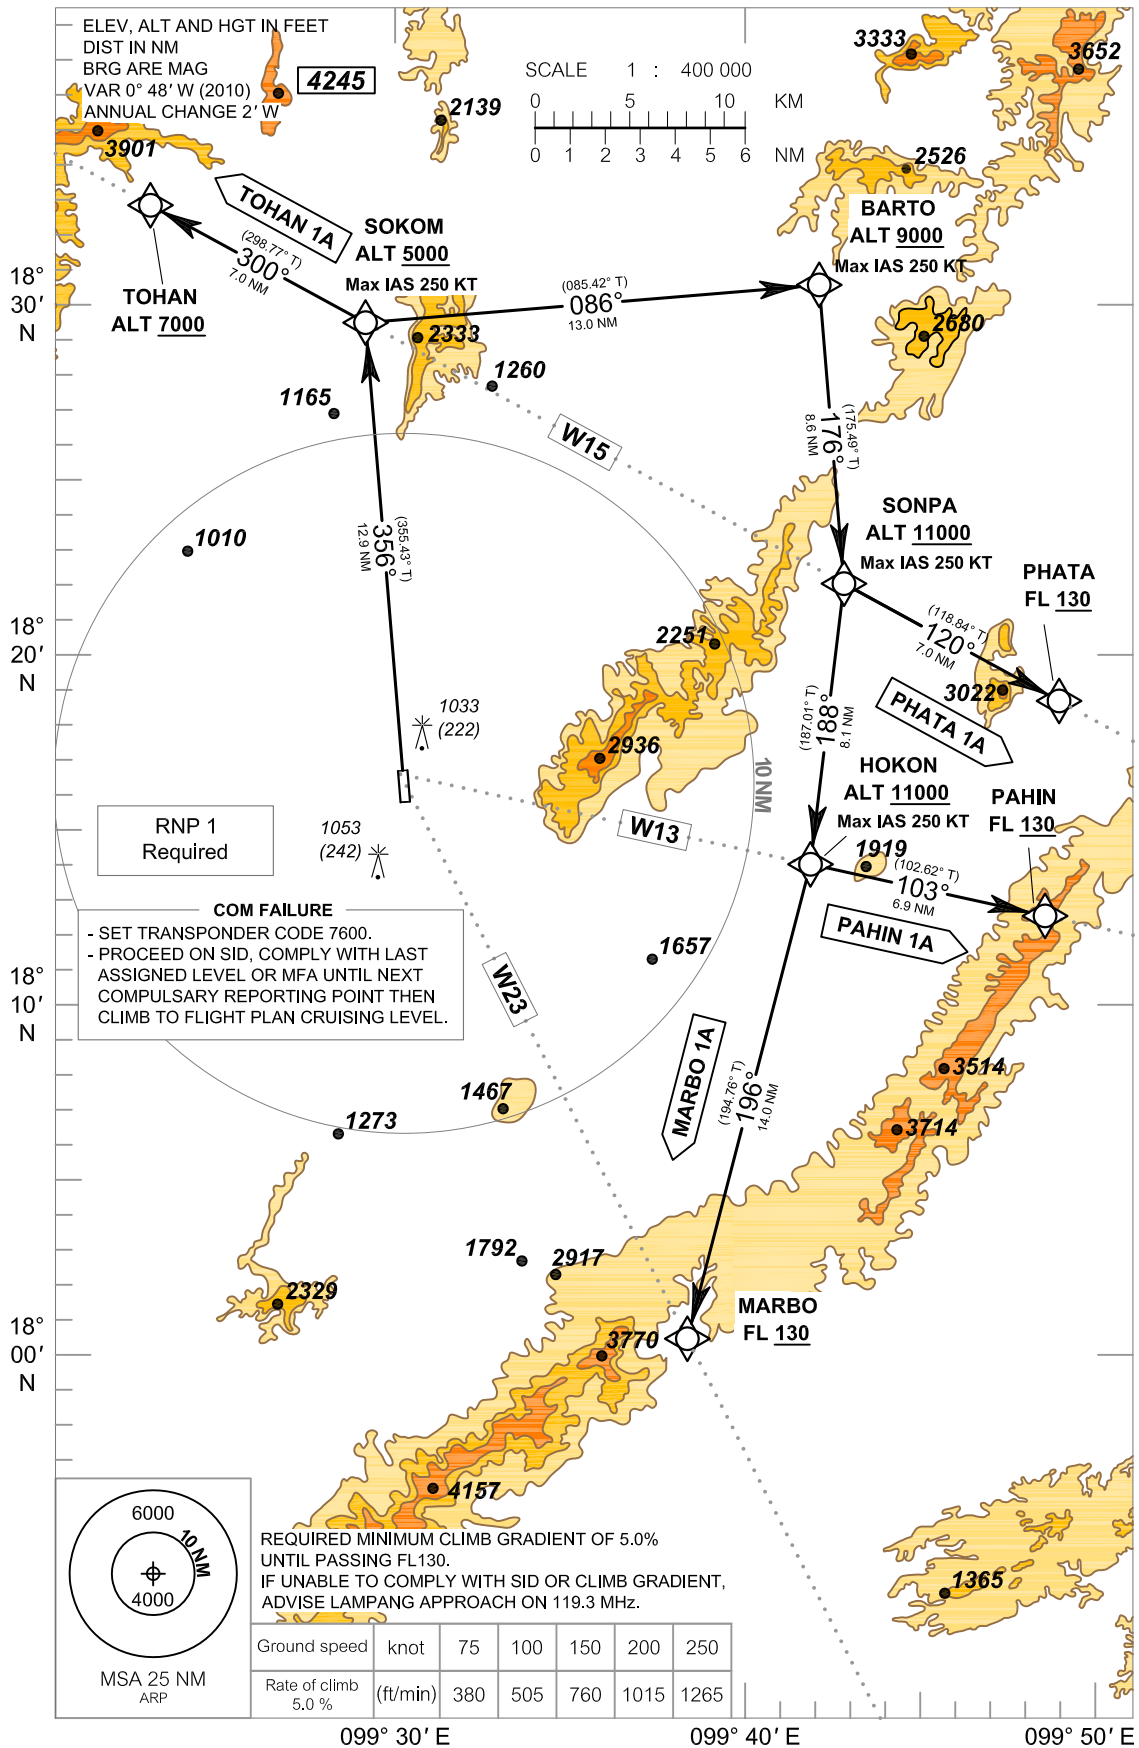 ELEV, ALT AND HGT IN FEET
DIST IN NM
BRG ARE MAG
VAR 0° 48′ W (2010)
ANNUAL CHANGE 2′ W
4245
3901
2139
SCALE 1 : 400 000
0 5 10 KM
0 1 2 3 4 5 6 NM
3333
3652
2526
TOHAN 1A
SOKOM
ALT 5000
Max IAS 250 KT
(298.77° T)
300°
7.0 NM
TOHAN
ALT 7000
BARTO
ALT 9000
Max IAS 250 KT
(085.42° T)
086°
13.0 NM
18°
30′
N
2333
2680
1260
1165
W15
(175.49° T)
176°
8.6 NM
SONPA
ALT 11000
Max IAS 250 KT
1010
(355.43° T)
356°
12.9 NM
PHATA
FL 130
(118.84° T)
120°
7.0 NM
18°
20′
N
2251
3022
PHATA 1A
1033
(222)
(187.01° T)
188°
8.1 NM
2936
10 NM
HOKON
ALT 11000
Max IAS 250 KT
PAHIN
FL 130
W13
RNP 1
Required
1053
(242)
1919
(102.62° T)
103°
6.9 NM
PAHIN 1A
COM FAILURE
- SET TRANSPONDER CODE 7600.
- PROCEED ON SID, COMPLY WITH LAST
ASSIGNED LEVEL OR MFA UNTIL NEXT
COMPULSARY REPORTING POINT THEN
CLIMB TO FLIGHT PLAN CRUISING LEVEL.
1657
W23
18°
10′
N
MARBO 1A
(194.76° T)
196°
14.0 NM
3514
1467
1273
3714
1792
2917
2329
MARBO
FL 130
18°
00′
N
3770
4157
6000
10 NM
4000
MSA 25 NM
ARP
REQUIRED MINIMUM CLIMB GRADIENT OF 5.0%
UNTIL PASSING FL130.
IF UNABLE TO COMPLY WITH SID OR CLIMB GRADIENT,
ADVISE LAMPANG APPROACH ON 119.3 MHz.
1365
Ground speed knot 75 100 150 200 250
Rate of climb
5.0 % (ft/min) 380 505 760 1015 1265
099° 30′ E
099° 40′ E
099° 50′ E